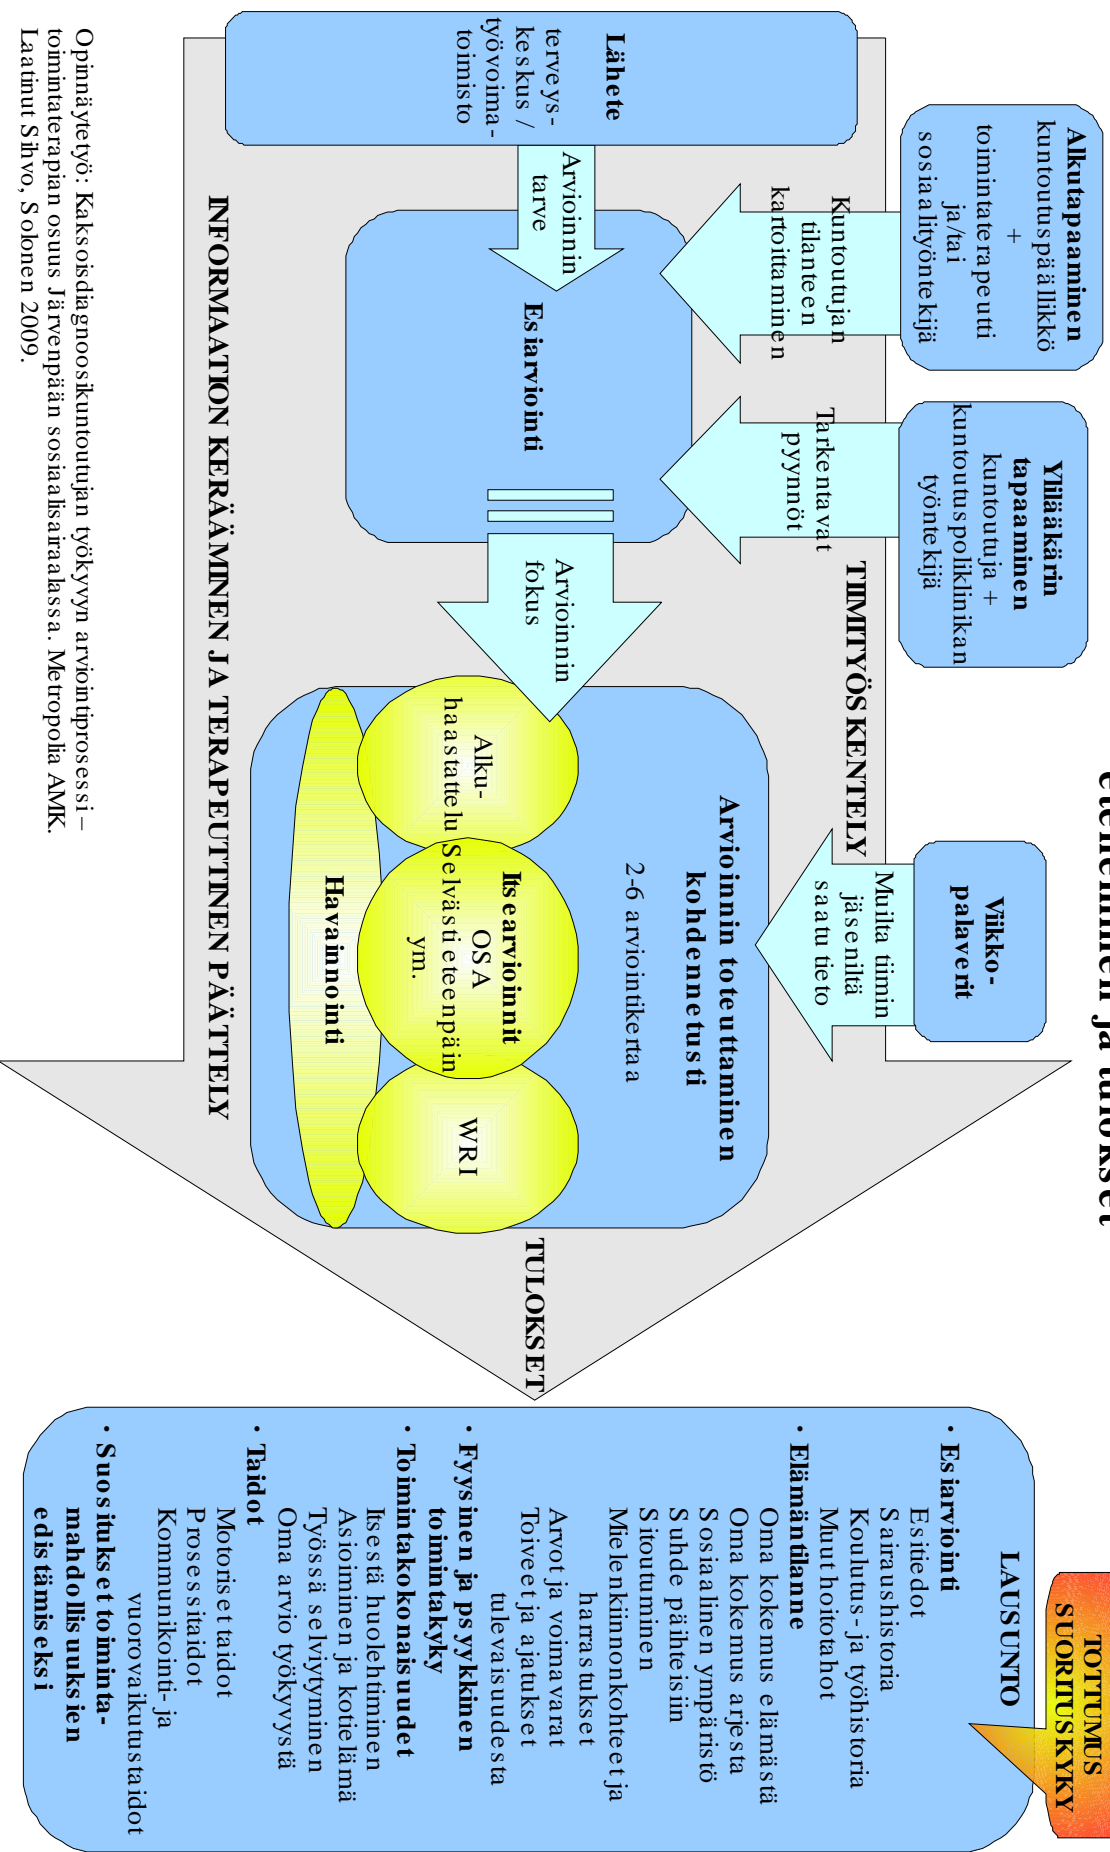 eteneminen ja tulokset
Alkutapaaminen
kuntoutuspäällikkö
+
toimintaterapeutti
ja/tai
sosiaalityöntekijä
Ylilääkärin
tapaaminen
kuntoutuja +
kuntoutuspoliklinikan
työntekijä
Viikko-
palaverit
TOTTUMUS
SUORITUSKYKY
Kuntoutujan
tilanteen
kartoittaminen
Tarkentavat
pyynnöt
TIIMITYÖSKENTELY
Muilta tiimin
jäseniltä
saatu tieto
Lähete
terveys-
keskus /
työvoima-
toimisto
Arvioinnin
tarve
Esiarviointi
Arvioinnin
fokus
Arvioinnin toteuttaminen
kohdennetusti
2-6 arviointikertaa
Alku-
haastattelu
Itsearvioinnit
OSA
Selvästi eteenpäin
ym.
WRI
Havainnointi
TULOKSET
INFORMAATION KERÄÄMINEN JA TERAPEUTTINEN PÄÄTTELY
LAUSUNTO
• Esiarviointi
Esitiedot
Sairaushistoria
Koulutus- ja työhistoria
Muut hoitotahot
• Elämäntilanne
Oma kokemus elämästä
Oma kokemus arjesta
Sosiaalinen ympäristö
Suhde päihteisiin
Sitoutuminen
Mielenkiinnonkohteet ja
harrastukset
Arvot ja voimavarat
Toiveet ja ajatukset
tulevaisuudesta
• Fyysinen ja psyykkinen
toimintakyky
• Toimintakokonaisuudet
Itsestä huolehtiminen
Asioiminen ja kotielämä
Työssä selviytyminen
Oma arvio työkyvystä
• Taidot
Motoriset taidot
Prosessitaidot
Kommunikointi- ja
vuorovaikutustaidot
• Suositukset toiminta-
mahdollisuuksien
edistämiseksi
Opinnäytetyö: Kaksoisdiagnoosikuntoutujan työkyvyn arviointiprosessi –
toimintaterapian osuus Järvenpään sosiaalisairaalassa. Metropolia AMK.
Laatinut Sihvo, Solonen 2009.